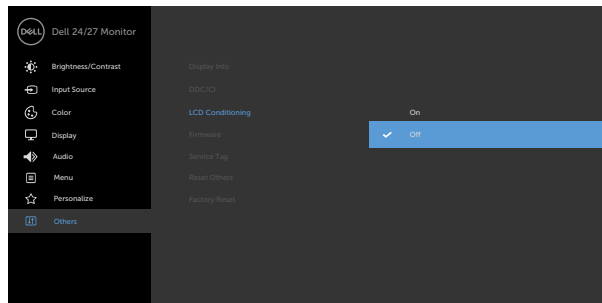 DELL Dell 24/27 Monitor
Brightness/Contrast
Input Source
Color
Display
Audio
Menu
Personalize
Others
Display Info
DDC/CI
LCD Conditioning
Firmware
Service Tag
Reset Others
Factory Reset
On
Off